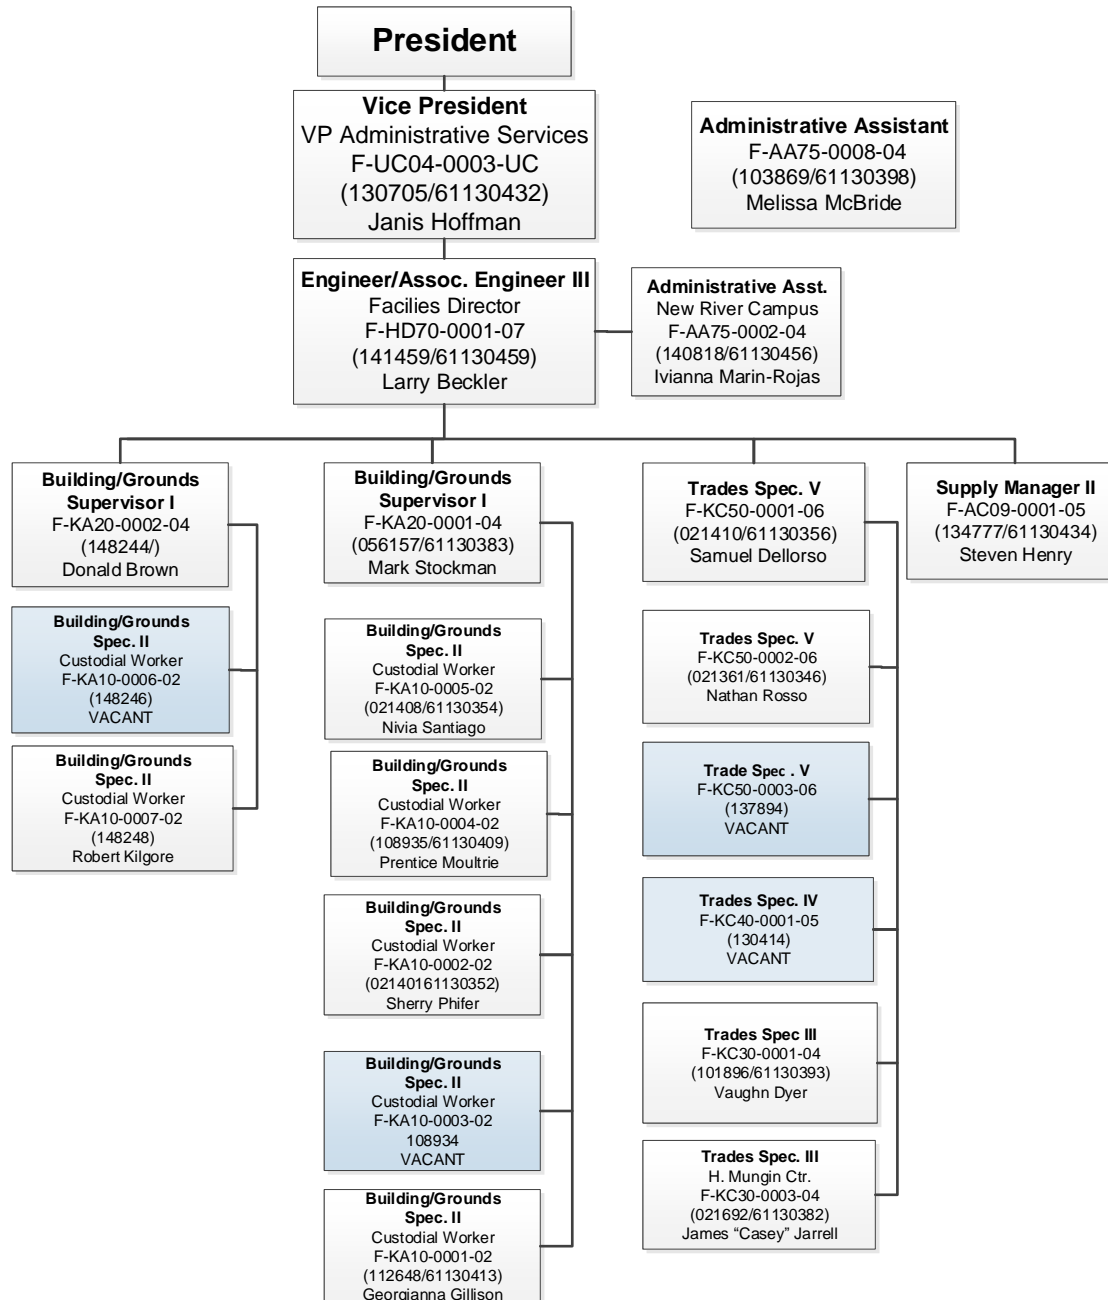 President
Vice President
VP Administrative Services
F-UC04-0003-UC
(130705/61130432)
Janis Hoffman
Administrative Assistant
F-AA75-0008-04
(103869/61130398)
Melissa McBride
Engineer/Assoc. Engineer III
Facilies Director
F-HD70-0001-07
(141459/61130459)
Larry Beckler
Administrative Asst.
New River Campus
F-AA75-0002-04
(140818/61130456)
Ivianna Marin-Rojas
Building/Grounds
Supervisor I
F-KA20-0002-04
(148244/)
Donald Brown
Building/Grounds
Spec. II
Custodial Worker
F-KA10-0006-02
(148246)
VACANT
Building/Grounds
Spec. II
Custodial Worker
F-KA10-0007-02
(148248)
Robert Kilgore
Building/Grounds
Supervisor I
F-KA20-0001-04
(056157/61130383)
Mark Stockman
Building/Grounds
Spec. II
Custodial Worker
F-KA10-0005-02
(021408/61130354)
Nivia Santiago
Building/Grounds
Spec. II
Custodial Worker
F-KA10-0004-02
(108935/61130409)
Prentice Moultrie
Building/Grounds
Spec. II
Custodial Worker
F-KA10-0002-02
(02140161130352)
Sherry Phifer
Building/Grounds
Spec. II
Custodial Worker
F-KA10-0003-02
108934
VACANT
Building/Grounds
Spec. II
Custodial Worker
F-KA10-0001-02
(112648/61130413)
Georgianna Gillison
Trades Spec. V
F-KC50-0001-06
(021410/61130356)
Samuel Dellorso
Trades Spec. V
F-KC50-0002-06
(021361/61130346)
Nathan Rosso
Trade Spec . V
F-KC50-0003-06
(137894)
VACANT
Trades Spec. IV
F-KC40-0001-05
(130414)
VACANT
Trades Spec III
F-KC30-0001-04
(101896/61130393)
Vaughn Dyer
Trades Spec. III
H. Mungin Ctr.
F-KC30-0003-04
(021692/61130382)
James “Casey” Jarrell
Supply Manager II
F-AC09-0001-05
(134777/61130434)
Steven Henry